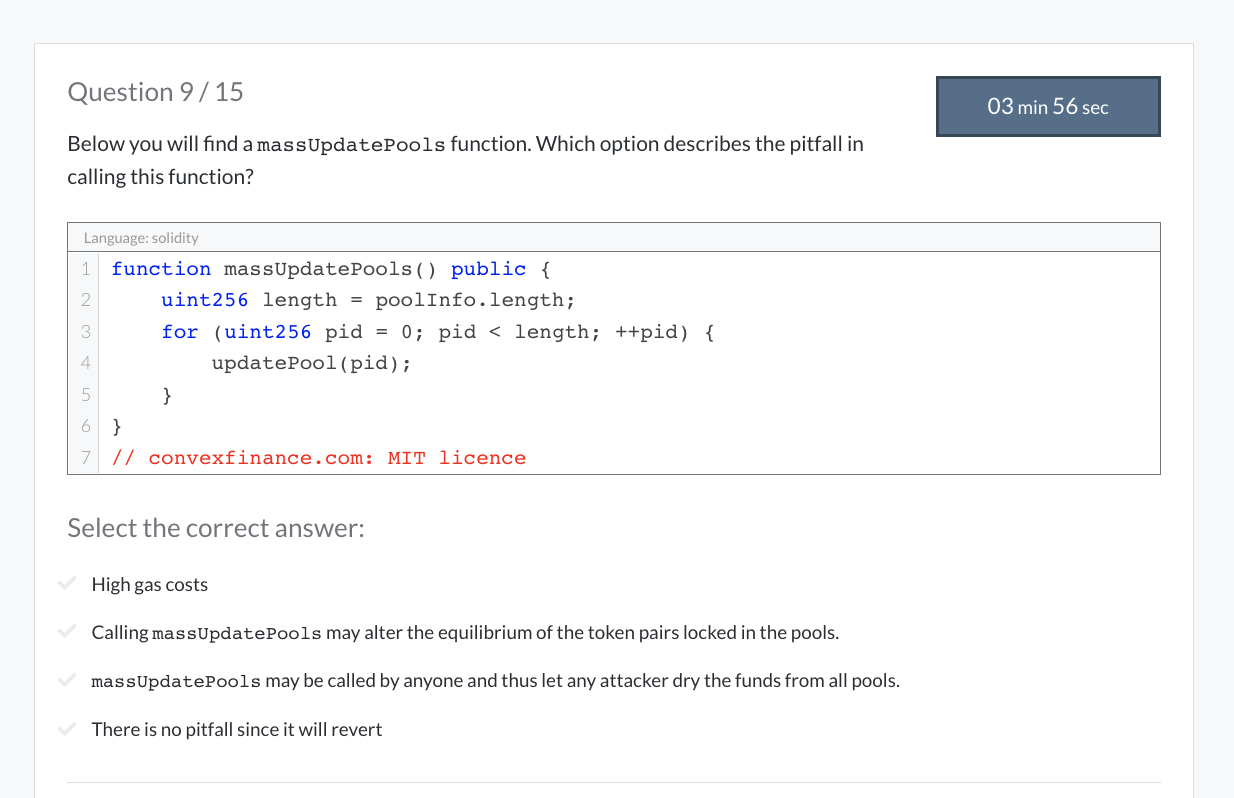 Question 9 / 15
03 min 56 sec
Below you will find a massUpdatePools function. Which option describes the pitfall in
calling this function?
Language: solidity
1 function massUpdatePools() public {
2     uint256 length = poolInfo.length;
3     for (uint256 pid = 0; pid < length; ++pid) {
4         updatePool(pid);
5     }
6 }
7 // convexfinance.com: MIT licence
Select the correct answer:
High gas costs
Calling massUpdatePools may alter the equilibrium of the token pairs locked in the pools.
massUpdatePools may be called by anyone and thus let any attacker dry the funds from all pools.
There is no pitfall since it will revert